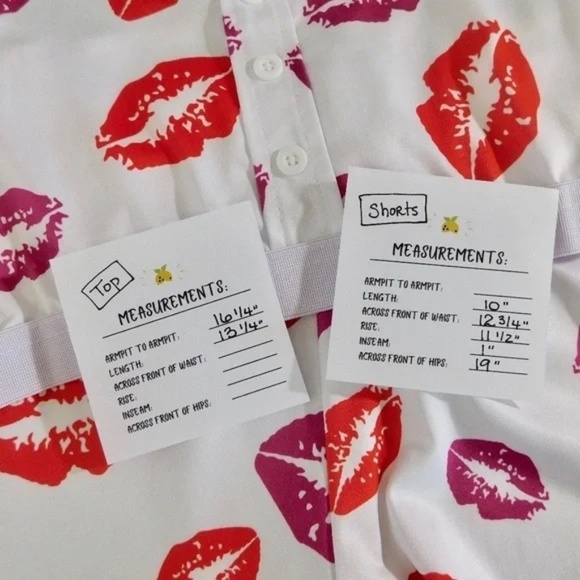 Top
MEASUREMENTS:
ARMPIT TO ARMPIT: 16 1/4"
LENGTH: 13 1/4"
ACROSS FRONT OF WAIST:
RISE:
INSEAM:
ACROSS FRONT OF HIPS:
Shorts
MEASUREMENTS:
ARMPIT TO ARMPIT:
LENGTH: 10"
ACROSS FRONT OF WAIST: 12 3/4"
RISE: 11 1/2"
INSEAM: 1"
ACROSS FRONT OF HIPS: 19"